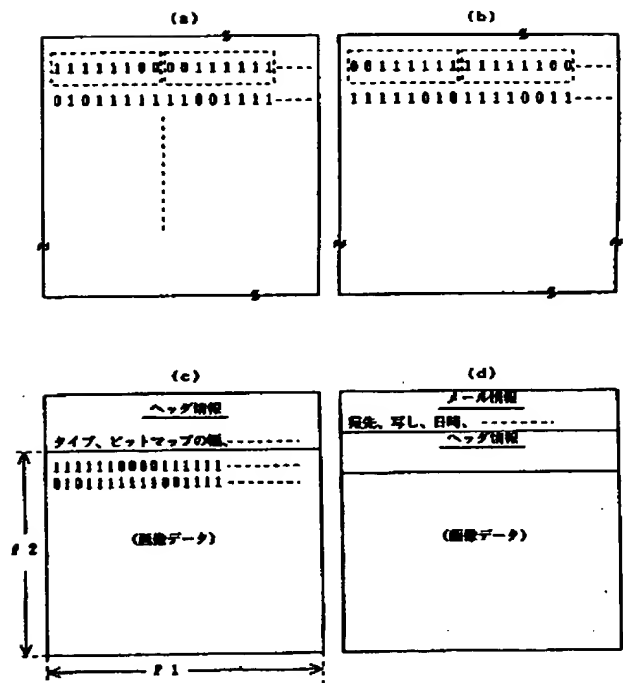 (a)
1111110000111111-----
0101111111001111----
(b)
0011111111111100----
1111101011110011----
(c)
ヘッダ情報
タイプ、ビットマップの幅、--------
1111110000111111--------
0101111111001111--------
(画像データ)
ℓ2
ℓ1
(d)
メール情報
宛先、写し、日時、--------
ヘッダ情報
(画像データ)